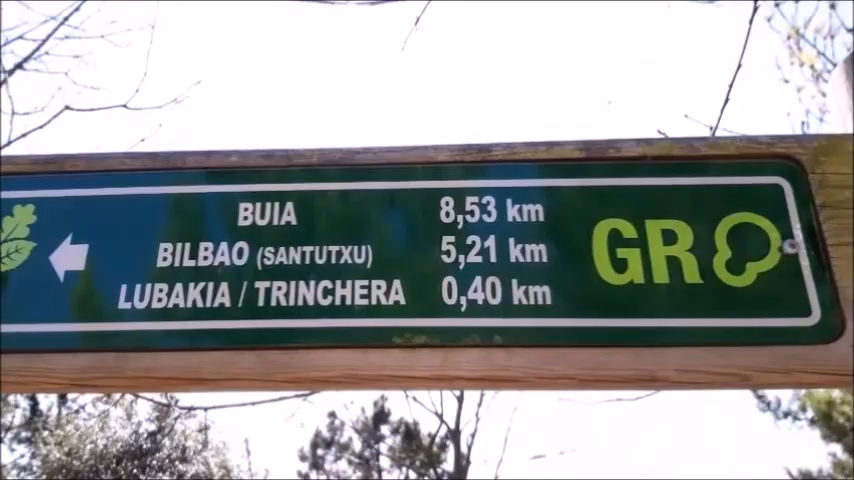 BUIA 8,53 km
BILBAO (SANTUTXU) 5,21 km
LUBAKIA / TRINCHERA 0,40 km
GR